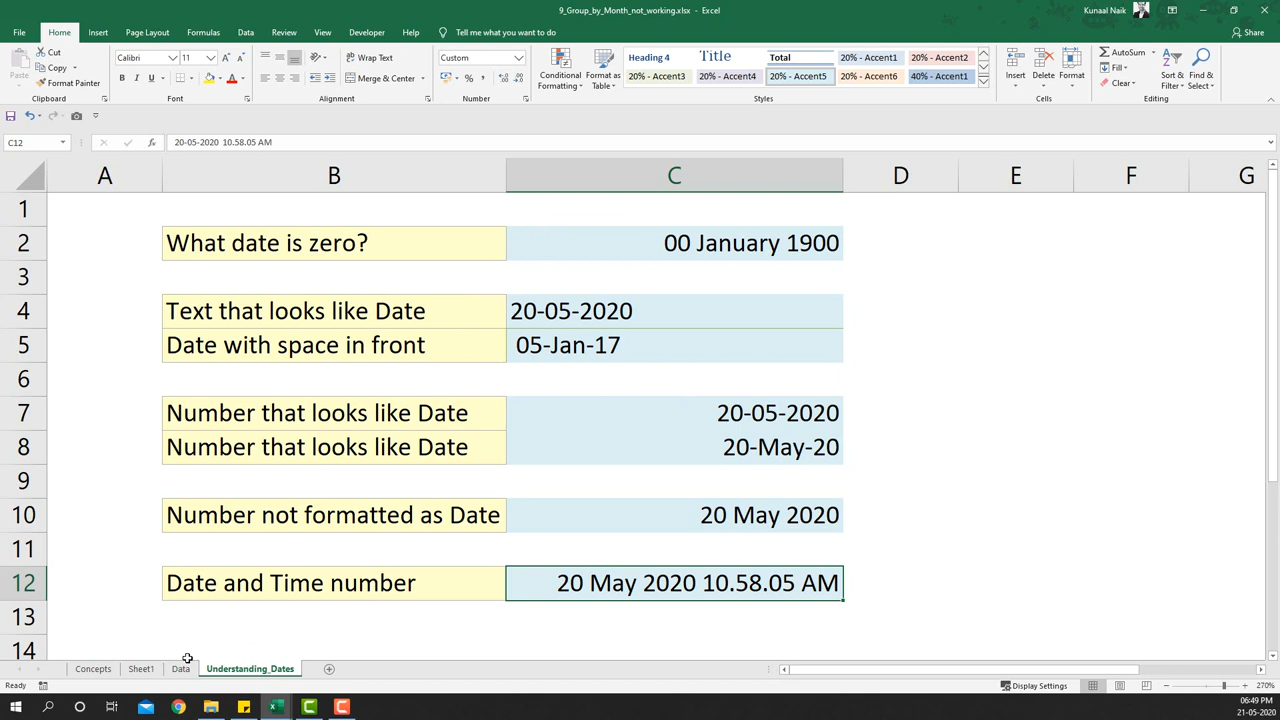 9_Group_by_Month_not_working.xlsx - Excel
Kunaal Naik
File Home Insert Page Layout Formulas Data Review View Developer Help Tell me what you want to do Share
Cut
Copy
Format Painter
Paste
Clipboard
Calibri 11
B I U
Font
Wrap Text
Merge & Center
Alignment
Custom
Number
Conditional Formatting
Format as Table
Heading 4 Title Total 20% - Accent1 20% - Accent2
20% - Accent3 20% - Accent4 20% - Accent5 20% - Accent6 40% - Accent1
Styles
Insert Delete Format
Cells
AutoSum
Fill
Clear
Sort & Filter
Find & Select
Editing
C12 fx 20-05-2020 10.58.05 AM
A B C D E F G
1
2 What date is zero? 00 January 1900
3
4 Text that looks like Date 20-05-2020
5 Date with space in front 05-Jan-17
6
7 Number that looks like Date 20-05-2020
8 Number that looks like Date 20-May-20
9
10 Number not formatted as Date 20 May 2020
11
12 Date and Time number 20 May 2020 10.58.05 AM
13
14
Concepts Sheet1 Data Understanding_Dates
Ready Display Settings 270%
06:49 PM
21-05-2020